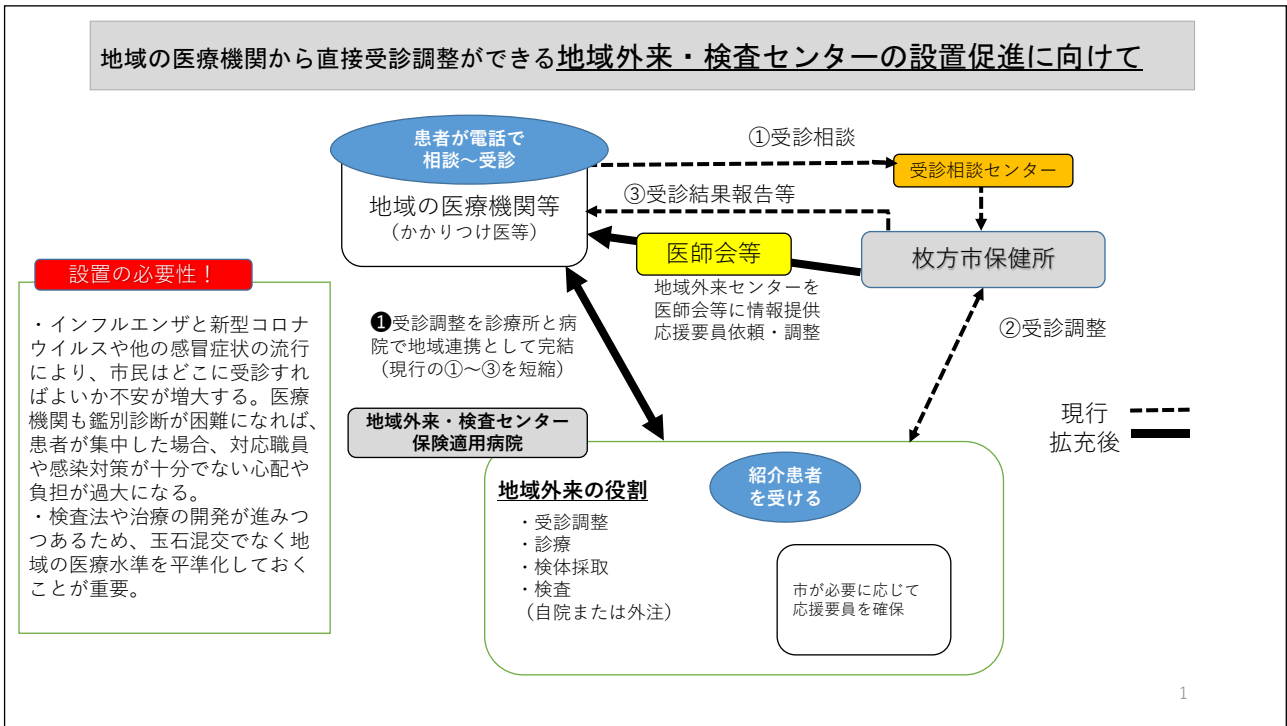 地域の医療機関から直接受診調整ができる地域外来・検査センターの設置促進に向けて
患者が電話で
相談～受診
地域の医療機関等
(かかりつけ医等)
①受診相談
受診相談センター
③受診結果報告等
医師会等
枚方市保健所
地域外来センターを
医師会等に情報提供
応援要員依頼・調整
②受診調整
❶受診調整を診療所と病
院で地域連携として完結
(現行の①～③を短縮)
設置の必要性！
・インフルエンザと新型コロナ
ウイルスや他の感冒症状の流行
により、市民はどこに受診すれ
ばよいか不安が増大する。医療
機関も鑑別診断が困難になれば、
患者が集中した場合、対応職員
や感染対策が十分でない心配や
負担が過大になる。
・検査法や治療の開発が進みつ
つあるため、玉石混交でなく地
域の医療水準を平準化しておく
ことが重要。
現行
拡充後
地域外来・検査センター
保険適用病院
地域外来の役割
・受診調整
・診療
・検体採取
・検査
（自院または外注）
紹介患者
を受ける
市が必要に応じて
応援要員を確保
1